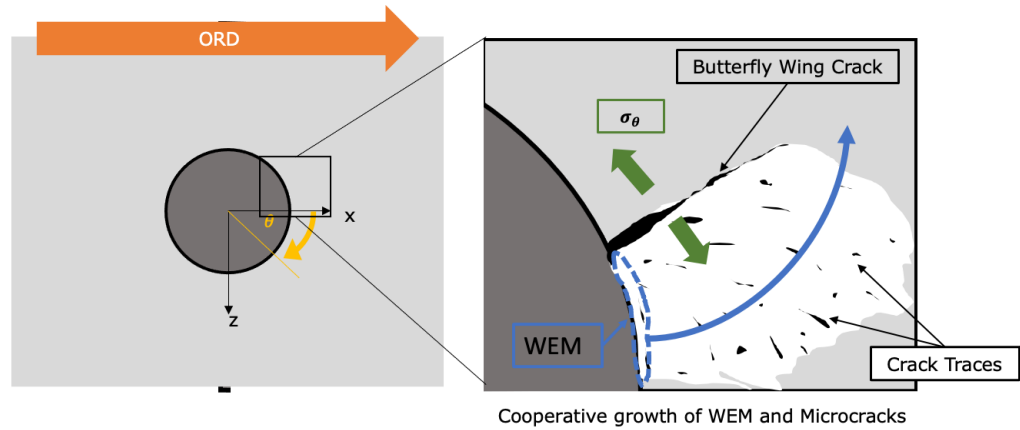 ORD
Butterfly Wing Crack
σθ
θ
x
WEM
Crack Traces
z
Cooperative growth of WEM and Microcracks